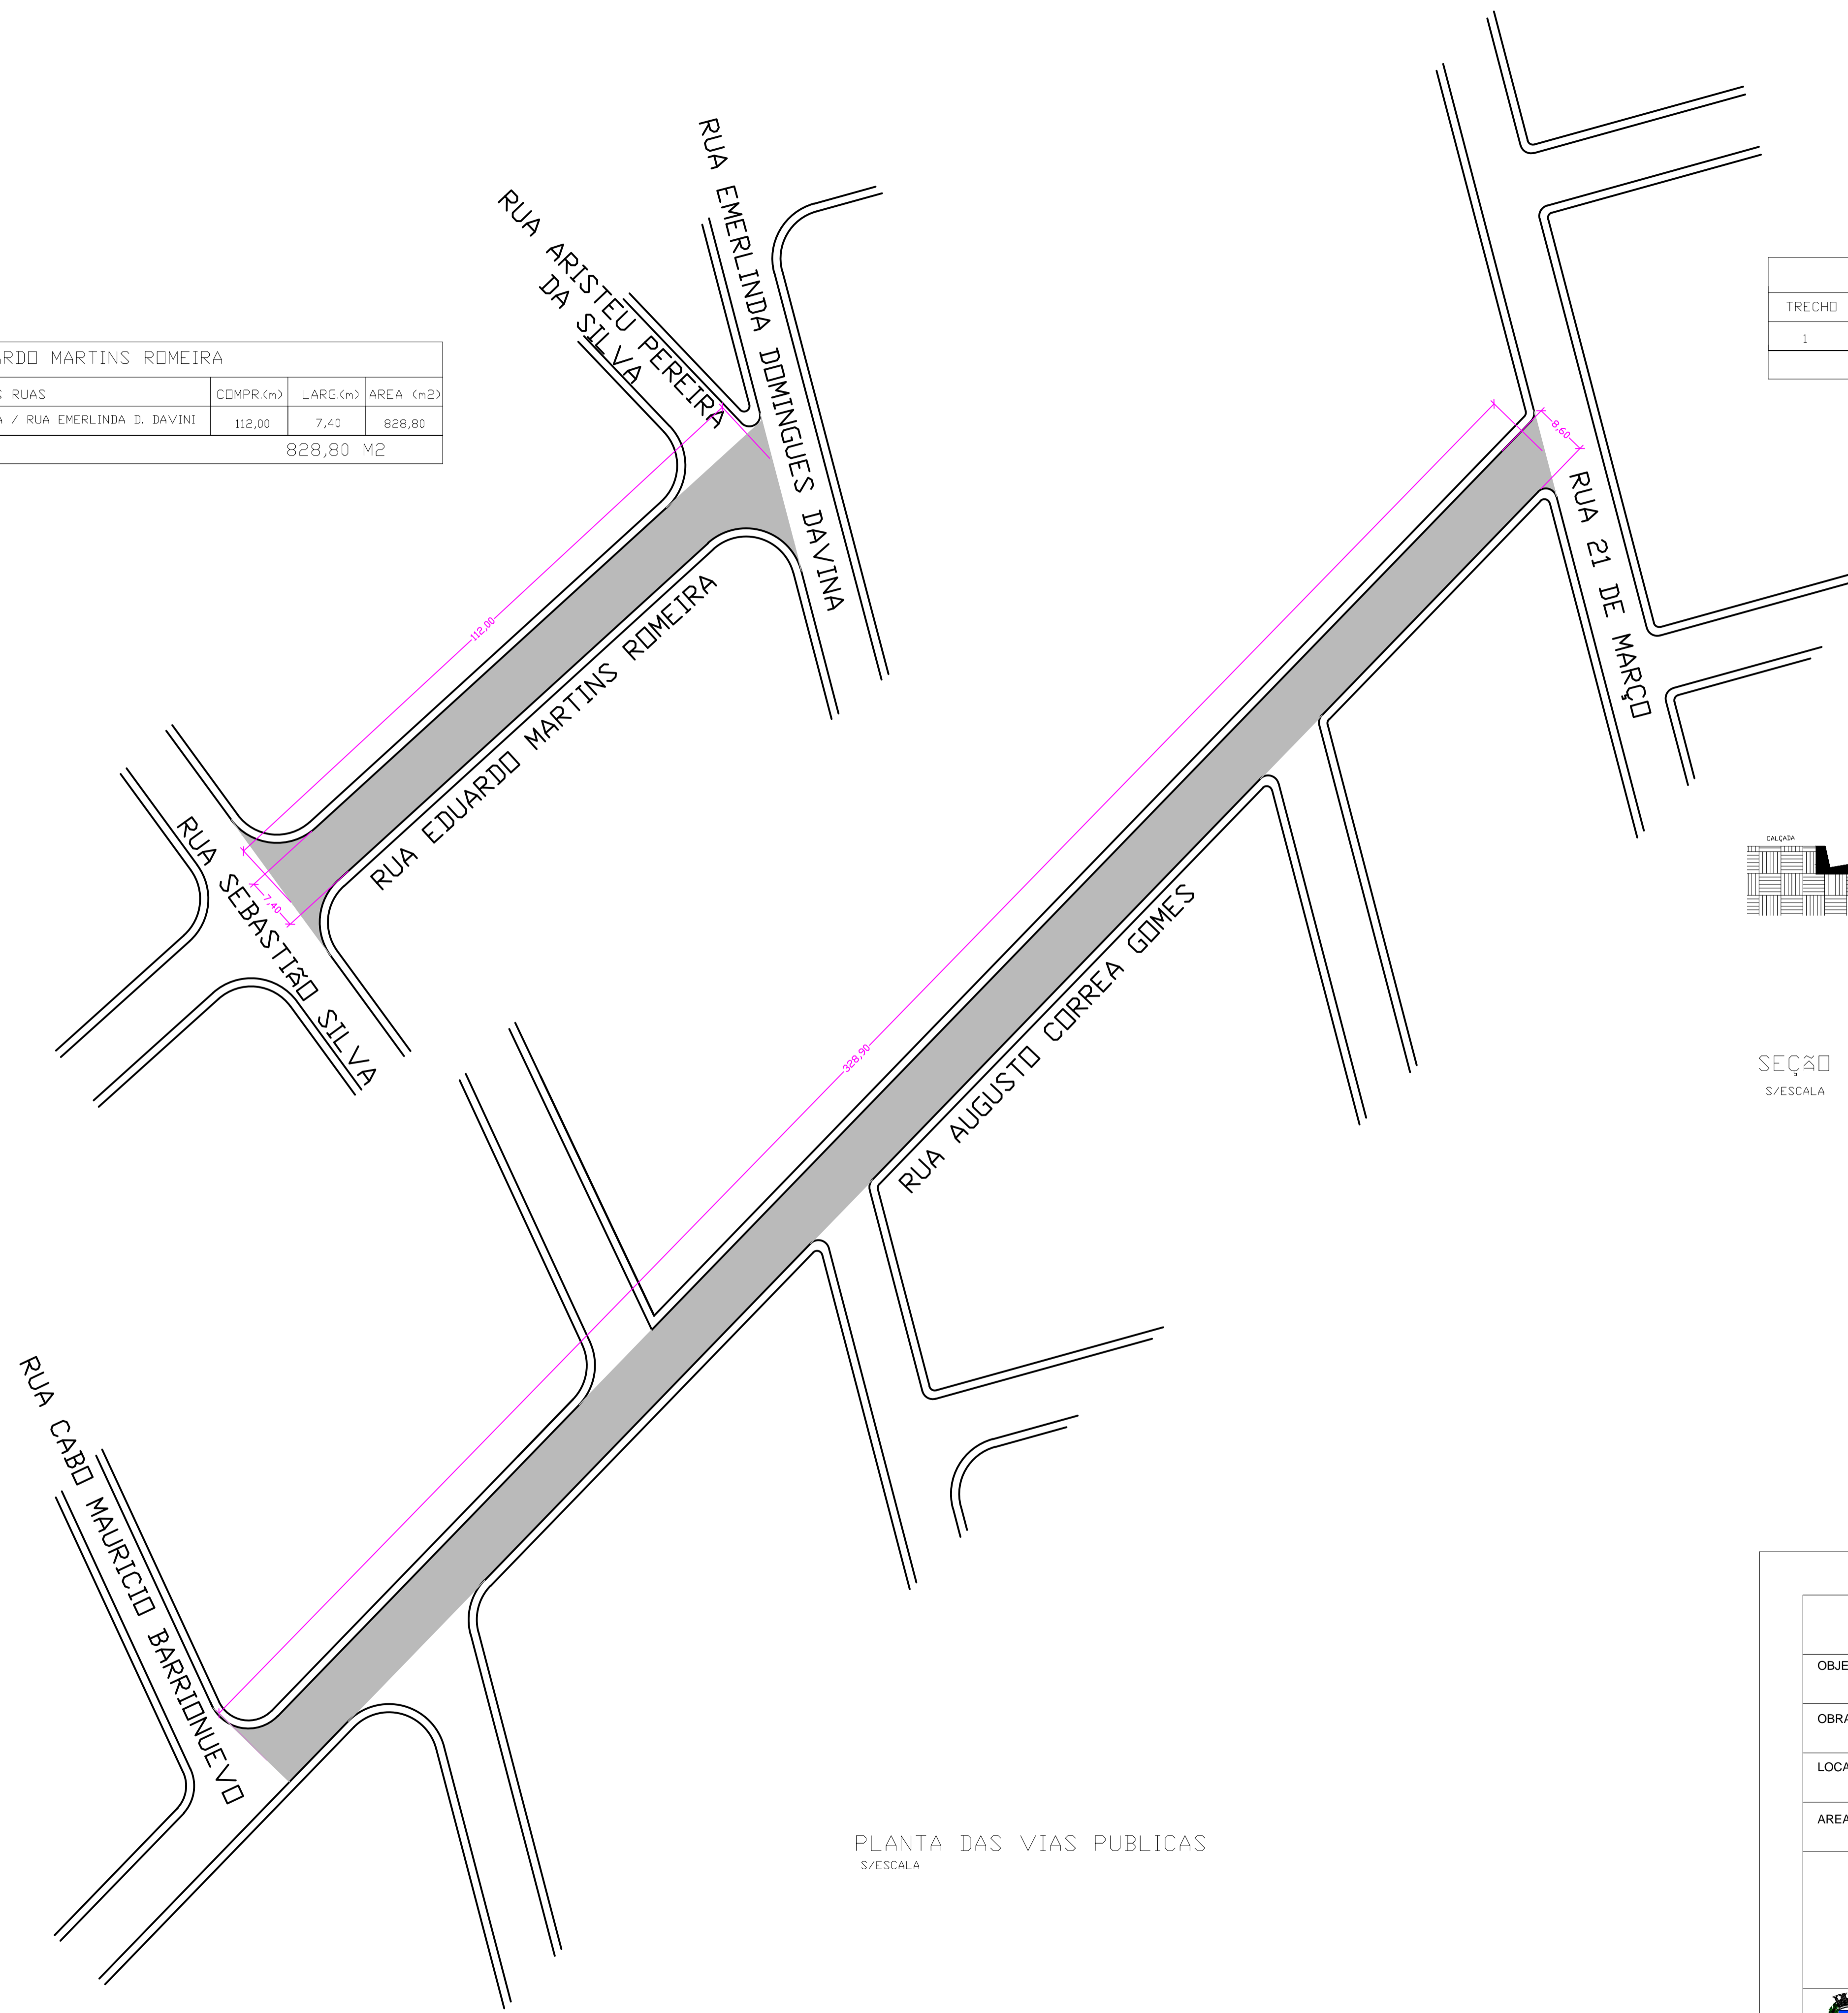 RUA EMERLINDA DOMINGUES DAVINA
RUA ARISTEU PEREIRA
DA SILVA
ARDO MARTINS ROMEIRA
S RUAS COMPR.(m) LARG.(m) AREA (m2)
A / RUA EMERLINDA D. DAVINI 112,00 7,40 828,80
828,80 M2
TRECHO
1
8,60
RUA 21 DE MARÇO
112,00
RUA EDUARDO MARTINS ROMEIRA
7,40
RUA SEBASTIÃO SILVA
CALÇADA
SEÇÃO
S/ESCALA
328,90
RUA AUGUSTO CORREA GOMES
RUA CABO MAURICIO BARRIONUEVO
OBJE
OBRA
LOCA
AREA
PLANTA DAS VIAS PUBLICAS
S/ESCALA